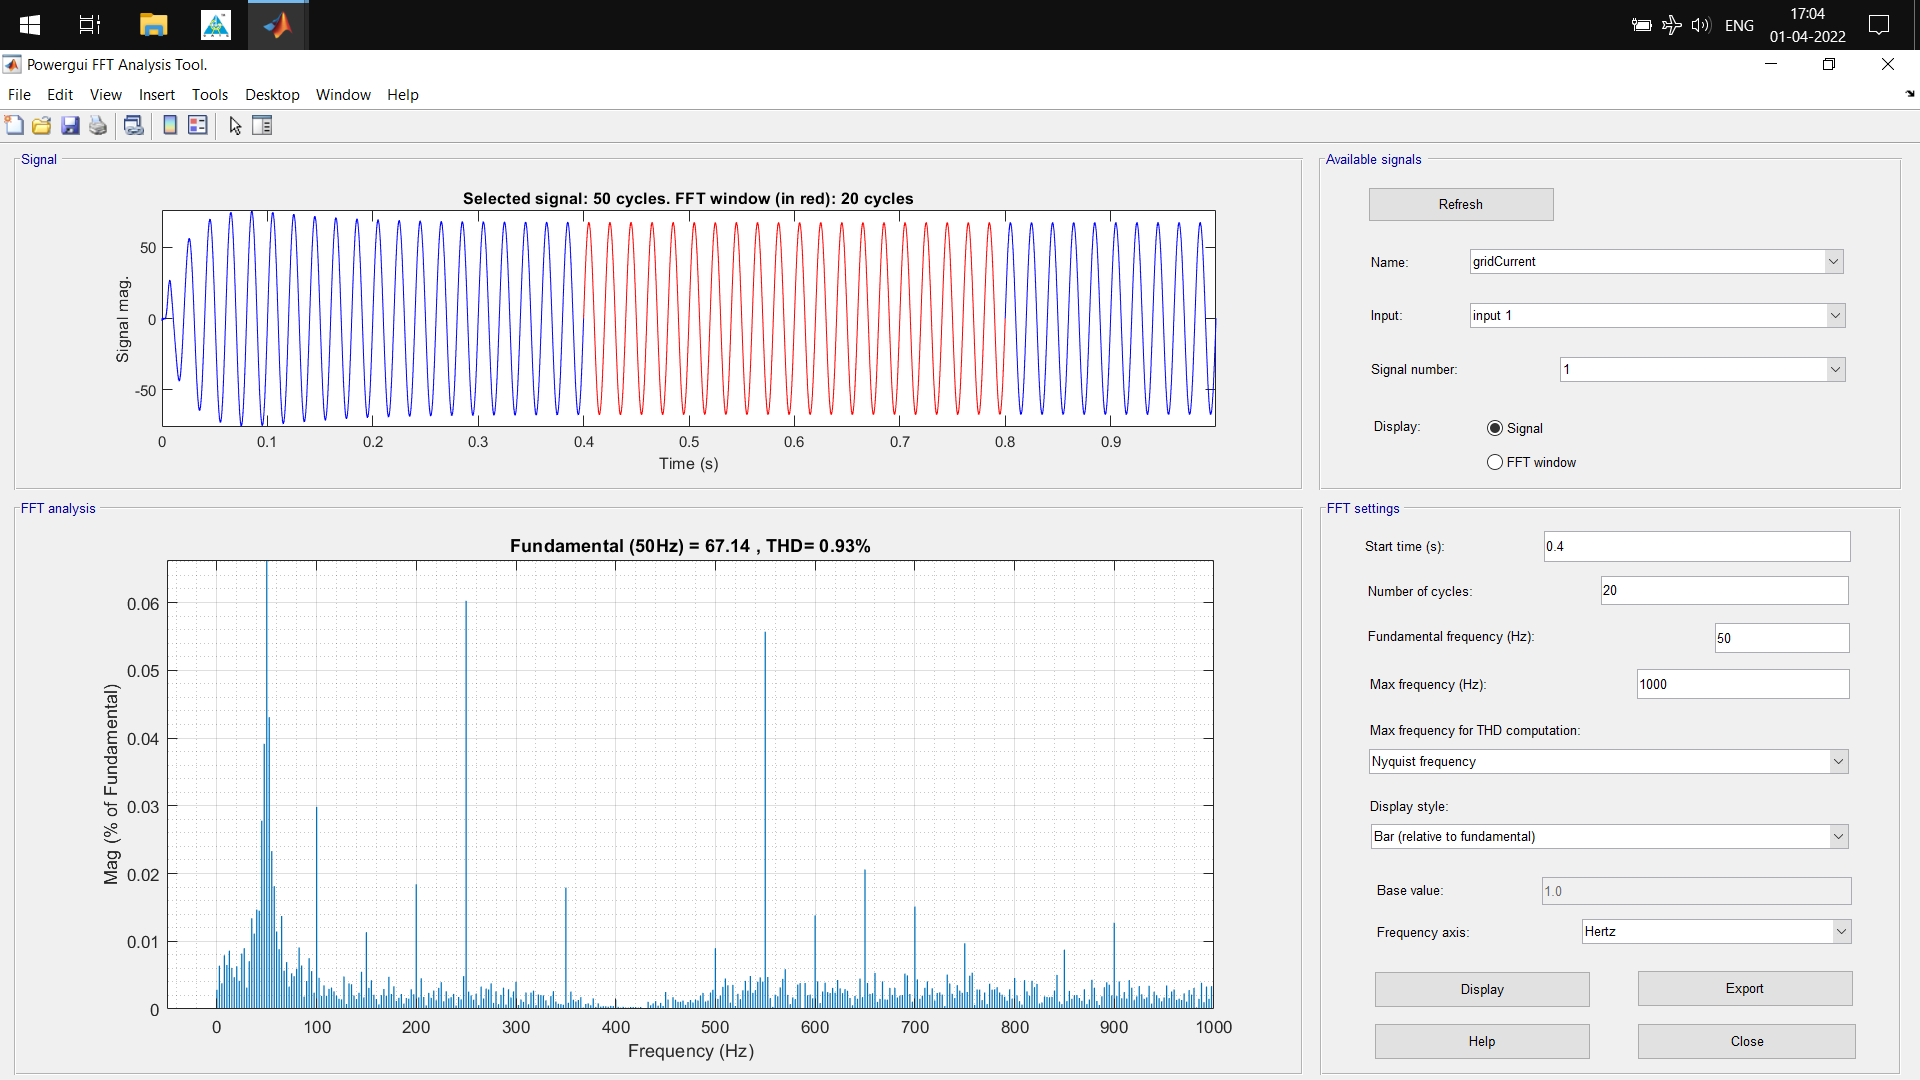 17:04
ENG
01-04-2022
Powergui FFT Analysis Tool.
File Edit View Insert Tools Desktop Window Help
Signal
Selected signal: 50 cycles. FFT window (in red): 20 cycles
50
0
-50
Signal mag.
0 0.1 0.2 0.3 0.4 0.5 0.6 0.7 0.8 0.9
Time (s)
Available signals
Refresh
Name: gridCurrent
Input: input 1
Signal number: 1
Display: Signal
FFT window
FFT analysis
Fundamental (50Hz) = 67.14 , THD= 0.93%
0.06
0.05
0.04
0.03
0.02
0.01
0
Mag (% of Fundamental)
0 100 200 300 400 500 600 700 800 900 1000
Frequency (Hz)
FFT settings
Start time (s): 0.4
Number of cycles: 20
Fundamental frequency (Hz): 50
Max frequency (Hz): 1000
Max frequency for THD computation:
Nyquist frequency
Display style:
Bar (relative to fundamental)
Base value: 1.0
Frequency axis: Hertz
Display Export
Help Close